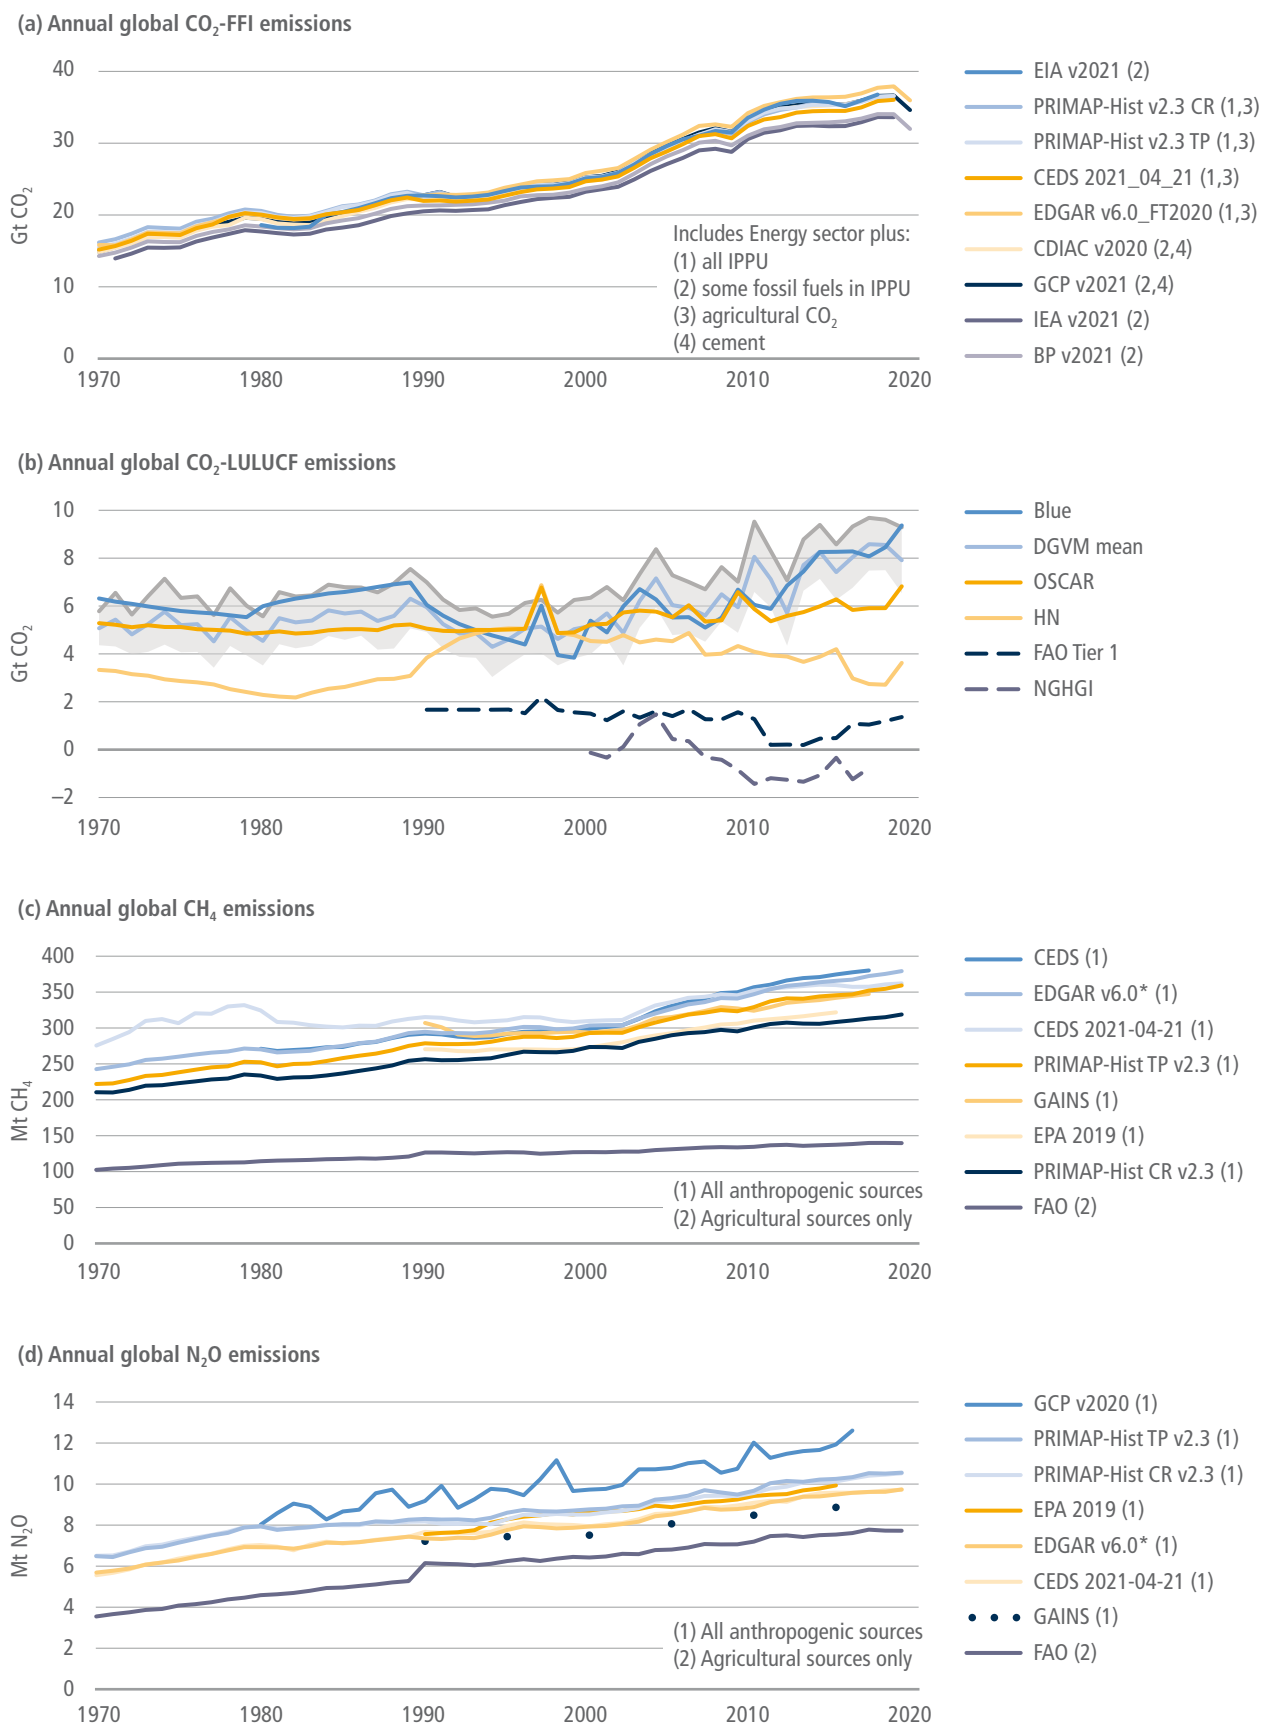 (a) Annual global CO₂-FFI emissions
40
30
20
10
0
Gt CO₂
1970 1980 1990 2000 2010 2020
Includes Energy sector plus:
(1) all IPPU
(2) some fossil fuels in IPPU
(3) agricultural CO₂
(4) cement
EIA v2021 (2)
PRIMAP-Hist v2.3 CR (1,3)
PRIMAP-Hist v2.3 TP (1,3)
CEDS 2021_04_21 (1,3)
EDGAR v6.0_FT2020 (1,3)
CDIAC v2020 (2,4)
GCP v2021 (2,4)
IEA v2021 (2)
BP v2021 (2)
(b) Annual global CO₂-LULUCF emissions
10
8
6
4
2
0
–2
Gt CO₂
1970 1980 1990 2000 2010 2020
Blue
DGVM mean
OSCAR
HN
FAO Tier 1
NGHGI
(c) Annual global CH₄ emissions
400
350
300
250
200
150
100
50
0
Mt CH₄
1970 1980 1990 2000 2010 2020
(1) All anthropogenic sources
(2) Agricultural sources only
CEDS (1)
EDGAR v6.0* (1)
CEDS 2021-04-21 (1)
PRIMAP-Hist TP v2.3 (1)
GAINS (1)
EPA 2019 (1)
PRIMAP-Hist CR v2.3 (1)
FAO (2)
(d) Annual global N₂O emissions
14
12
10
8
6
4
2
0
Mt N₂O
1970 1980 1990 2000 2010 2020
(1) All anthropogenic sources
(2) Agricultural sources only
GCP v2020 (1)
PRIMAP-Hist TP v2.3 (1)
PRIMAP-Hist CR v2.3 (1)
EPA 2019 (1)
EDGAR v6.0* (1)
CEDS 2021-04-21 (1)
GAINS (1)
FAO (2)